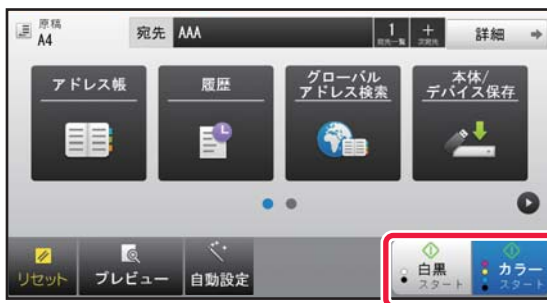 原稿
A4
宛先 AAA
1
宛先一覧
+
次宛先
詳細
アドレス帳
履歴
グローバル
アドレス検索
本体/
デバイス保存
リセット
プレビュー
自動設定
白黒
スタート
カラー
スタート